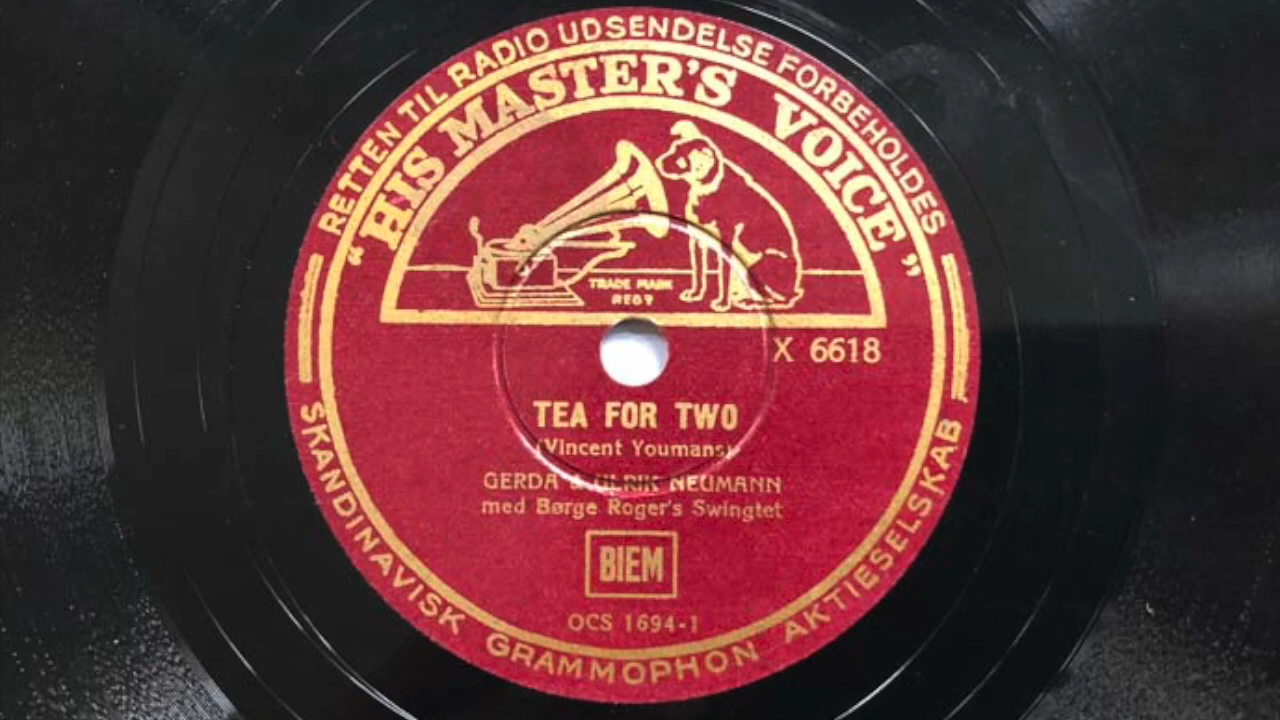 RETTEN TIL RADIO UDSENDELSE FORBEHOLDES
"HIS MASTER'S VOICE"
TRADE MARK
REGD
X 6618
TEA FOR TWO
(Vincent Youmans)
GERDA & ULRIK NEUMANN
med Børge Roger's Swingtet
BIEM
OCS 1694-1
SKANDINAVISK GRAMMOPHON AKTIESELSKAB